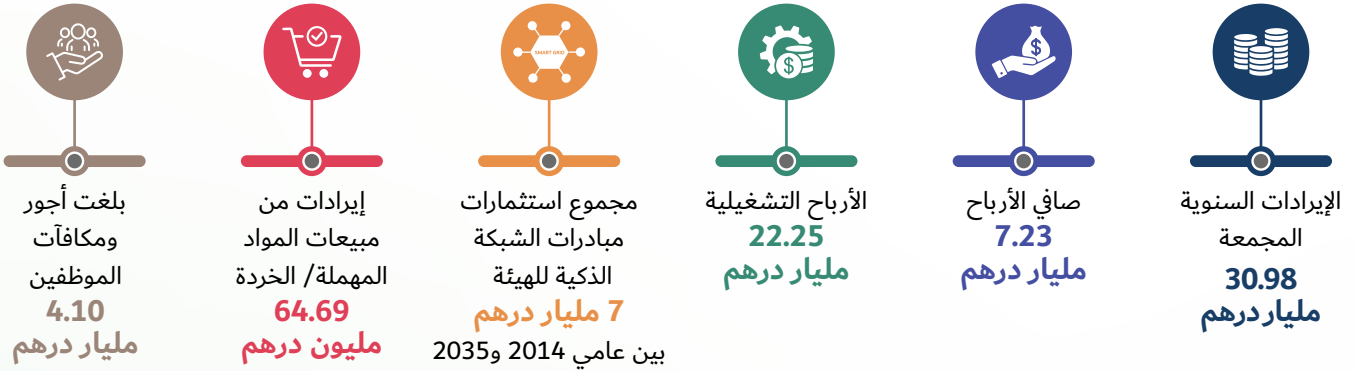 الإيرادات السنوية
المجمعة
30.98
مليار درهم
صافي الأرباح
7.23
مليار درهم
الأرباح التشغيلية
22.25
مليار درهم
SMART GRID
مجموع استثمارات
مبادرات الشبكة
الذكية للهيئة
7 مليار درهم
بين عامي 2014 و2035
إيرادات من
مبيعات المواد
المهملة/ الخردة
64.69
مليون درهم
بلغت أجور
ومكافآت
الموظفين
4.10
مليار درهم